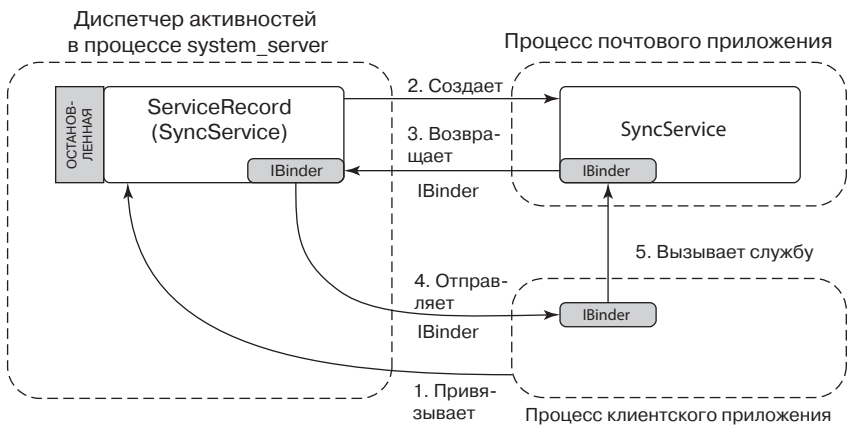 Диспетчер активностей
в процессе system_server
Процесс почтового приложения
ОСТАНОВ-
ЛЕННАЯ
ServiceRecord
(SyncService)
IBinder
2. Создает
3. Возвра-
щает
IBinder
SyncService
IBinder
5. Вызывает службу
4. Отправ-
ляет
IBinder
IBinder
1. Привя-
зывает
Процесс клиентского приложения